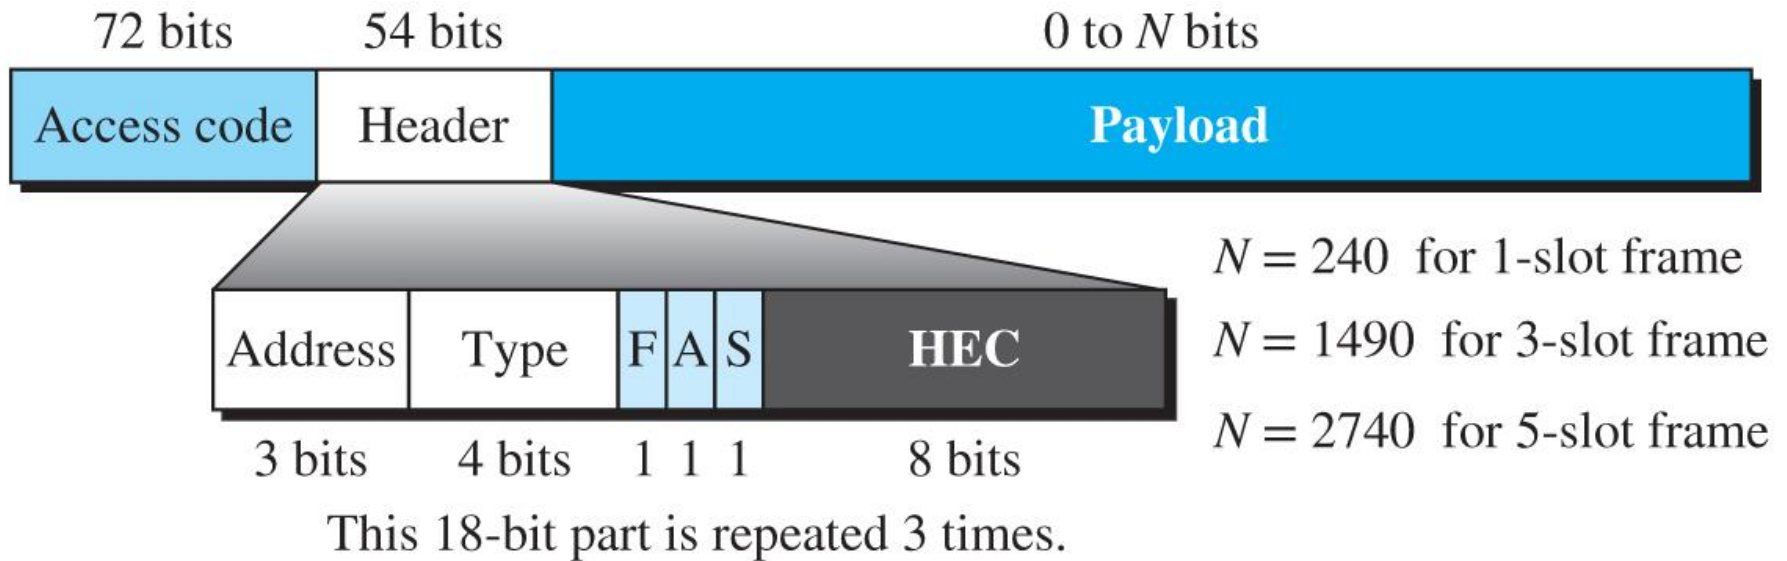 72 bits 54 bits 0 to N bits
Access code Header Payload
N = 240 for 1-slot frame
Address Type F A S HEC
N = 1490 for 3-slot frame
N = 2740 for 5-slot frame
3 bits 4 bits 1 1 1 8 bits
This 18-bit part is repeated 3 times.